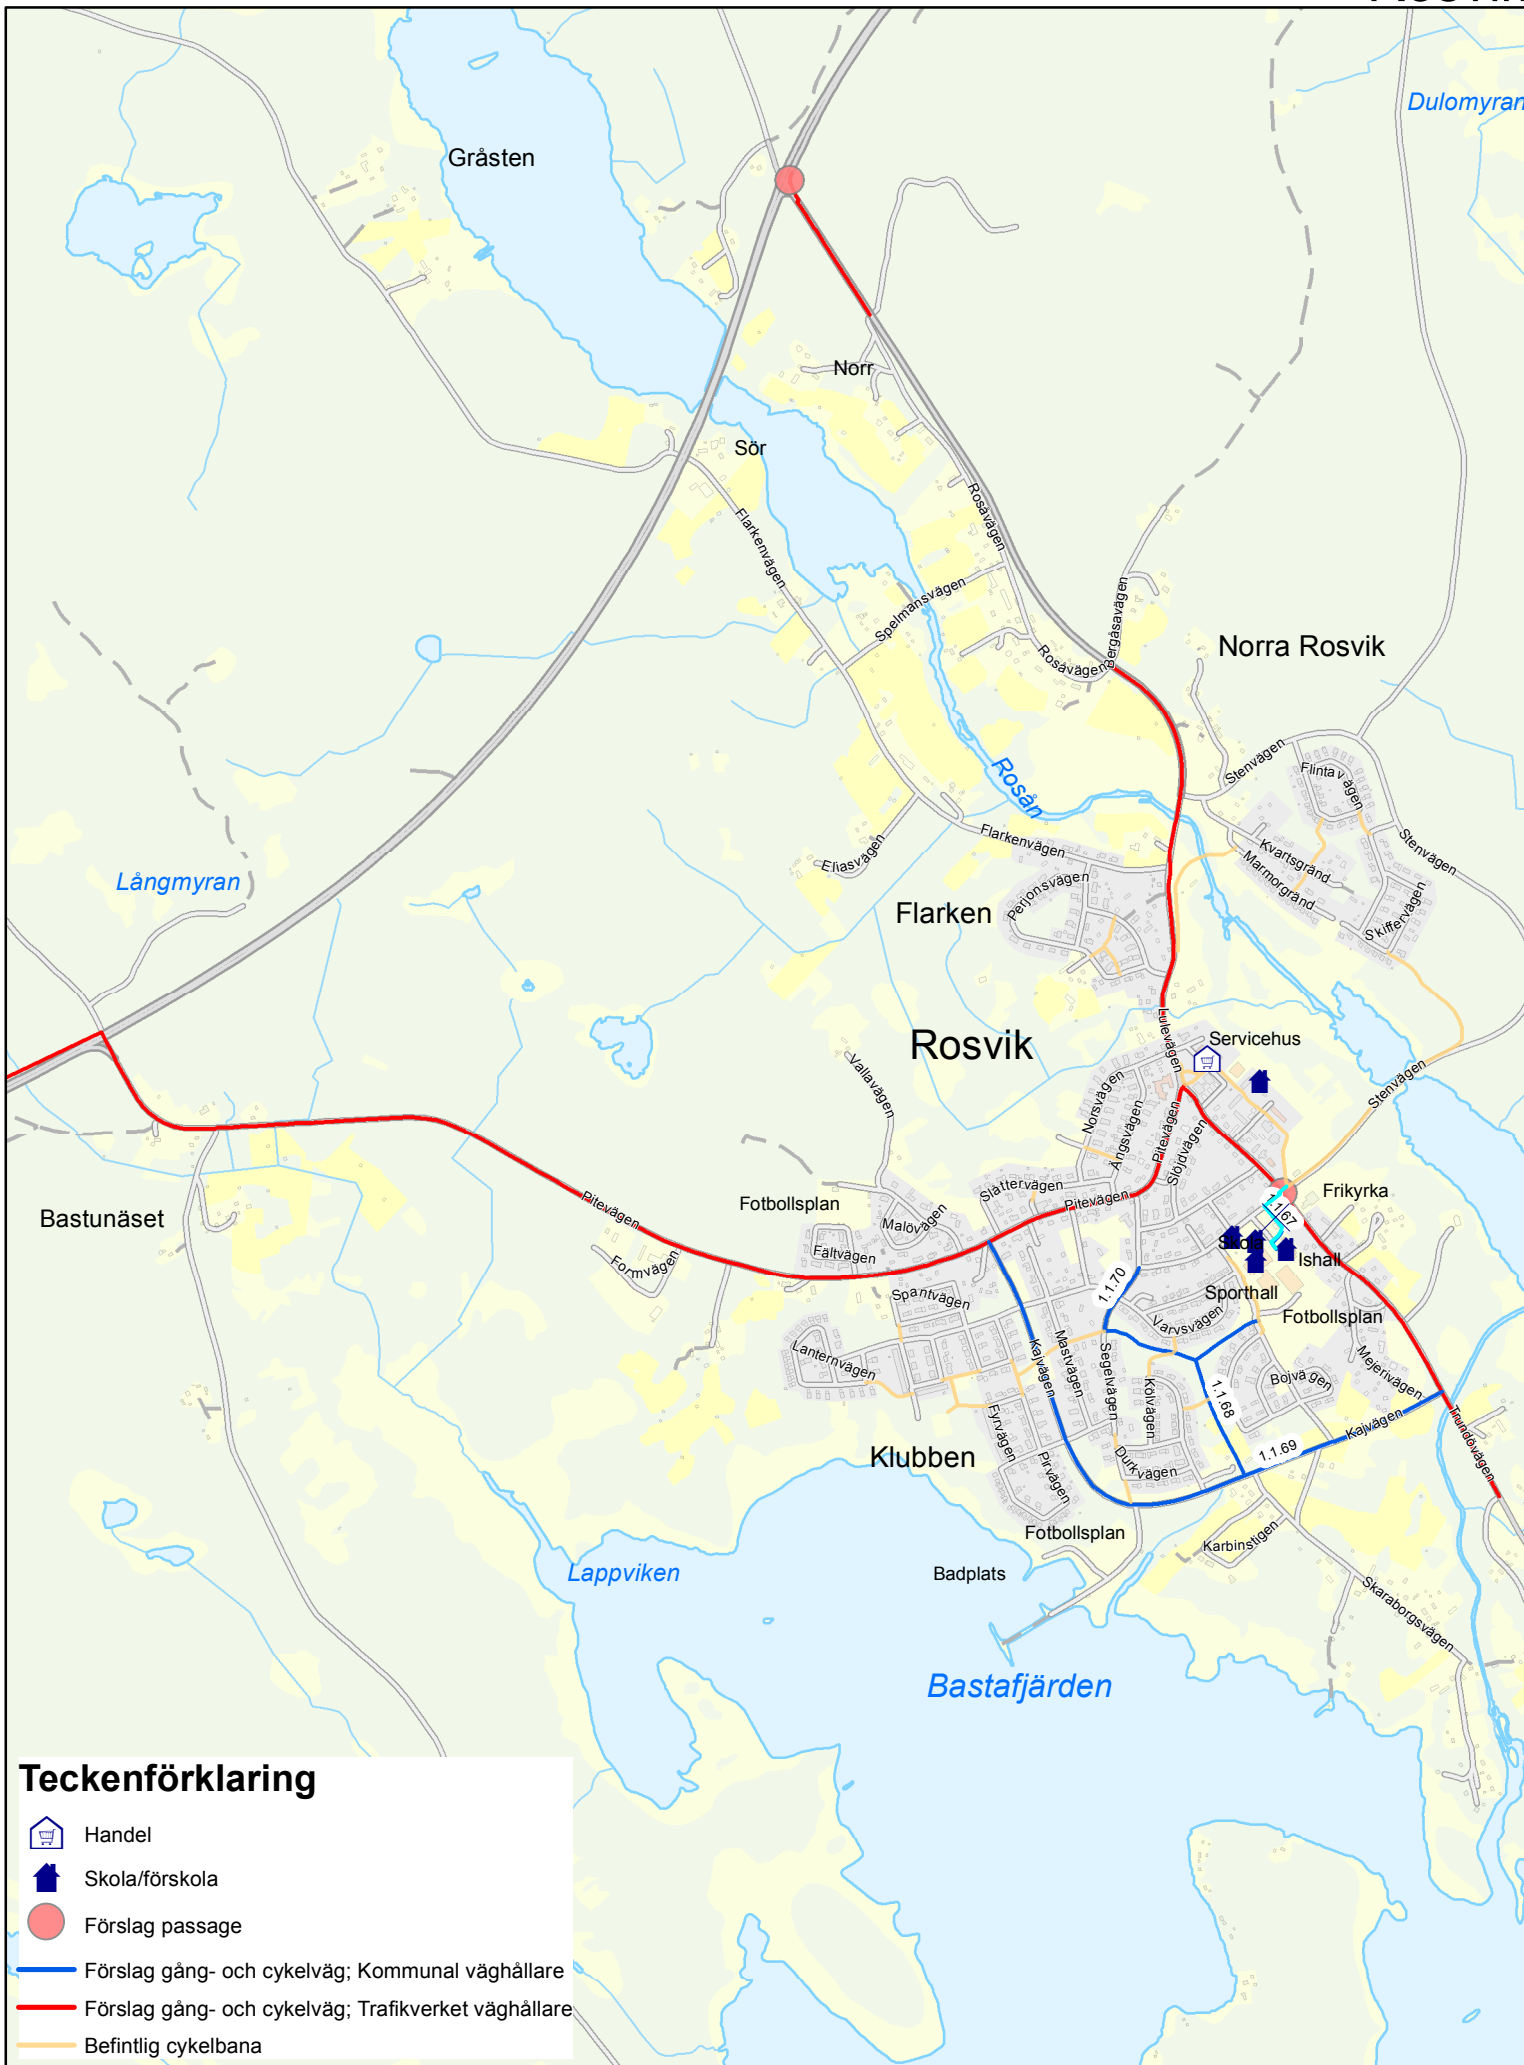 Dulomyran
Gråsten
Norr
Sör
Rosåvägen
Flarkenvägen
Spelmansvägen
Bergåsavägen
Rosåvägen
Norra Rosvik
Stenvägen
Flintavägen
Rosån
Stenvägen
Flarkenvägen
Kvartsgränd
Eliasvägen
Marmorgränd
Långmyran
Perjonsvägen
Skiffervägen
Flarken
Lulevägen
Rosvik
Servicehus
Vallavägen
Norsvägen
Stenvägen
Ängsvägen
Pitevägen
Slöjdvägen
Slåttervägen
Frikyrka
Pitevägen
Pitevägen
Fotbollsplan
Malövägen
1.1.67
Bastunäset
Skola
Fältvägen
Ishall
Formvägen
1.1.70
Spantvägen
Sporthall
Fotbollsplan
Varvsvägen
Lanternvägen
Kajvägen
Mastvägen
Segelvägen
Mejerivägen
Bojvägen
Kölvägen
1.1.68
Kajvägen
Fyrvägen
Trundövägen
1.1.69
Klubben
Durkvägen
Pirvägen
Fotbollsplan
Karbinstigen
Lappviken
Badplats
Skaraborgsvägen
Bastafjärden
Teckenförklaring
Handel
Skola/förskola
Förslag passage
Förslag gång- och cykelväg; Kommunal väghållare
Förslag gång- och cykelväg; Trafikverket väghållare
Befintlig cykelbana